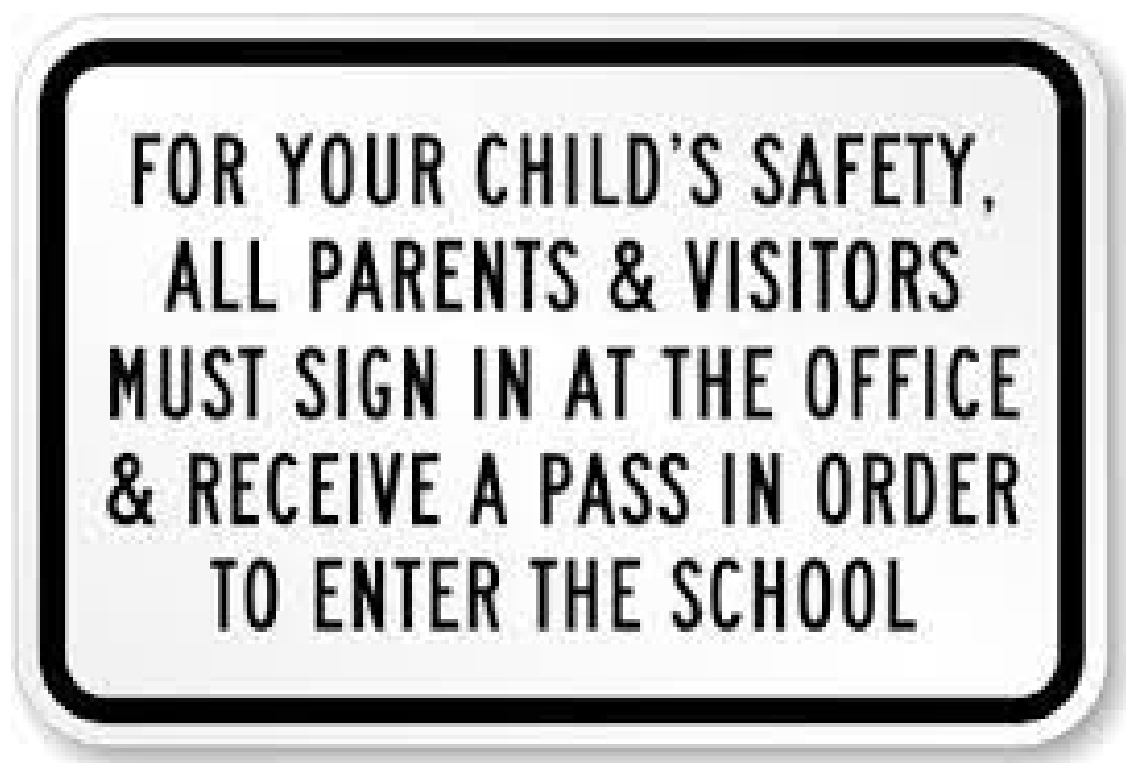 FOR YOUR CHILD'S SAFETY,
ALL PARENTS & VISITORS
MUST SIGN IN AT THE OFFICE
& RECEIVE A PASS IN ORDER
TO ENTER THE SCHOOL